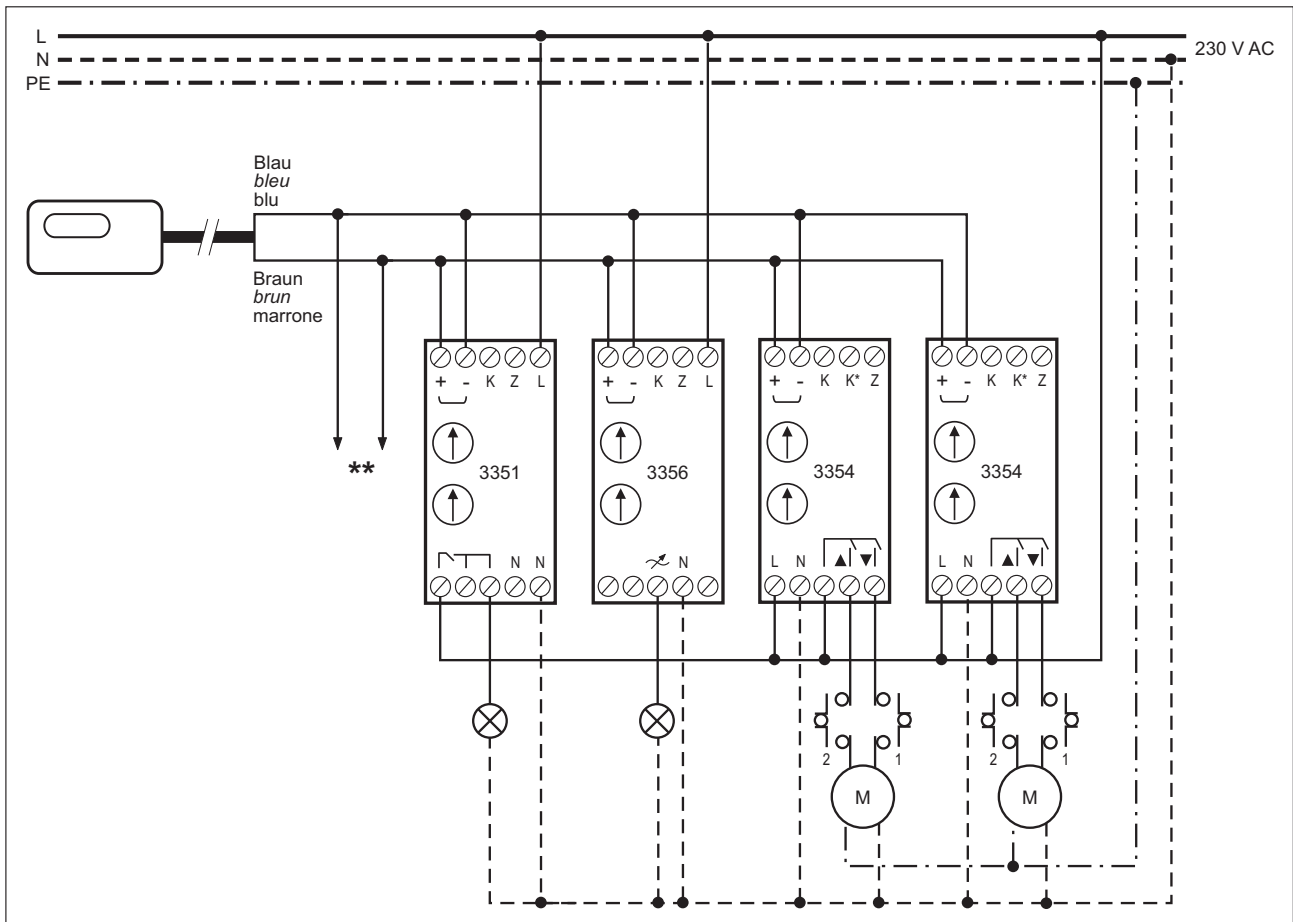 L
N
PE
230 V AC
Blau
bleu
blu
Braun
brun
marrone
**
+ - K Z L
3351
N N
+ - K Z L
3356
N
+ - K K* Z
3354
L N
2 1
M
+ - K K* Z
3354
L N
2 1
M